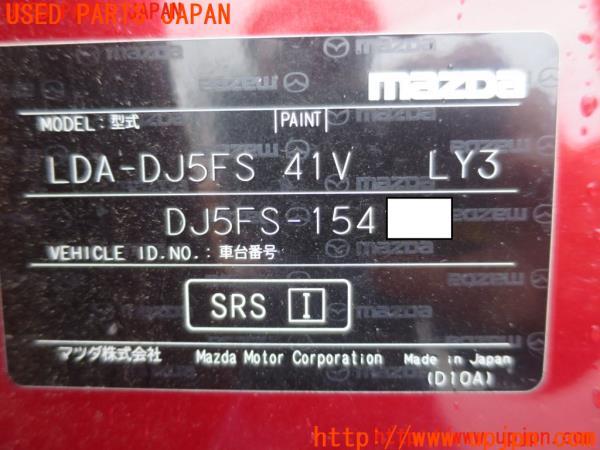 USED PARTS JAPAN
mazda
MODEL: 型式 PAINT
LDA-DJ5FS 41V LY3
DJ5FS-154
VEHICLE ID.NO.: 車台番号
SRS I
マツダ株式会社 Mazda Motor Corporation Made in Japan
(D10A)
http://www.upjpn.com